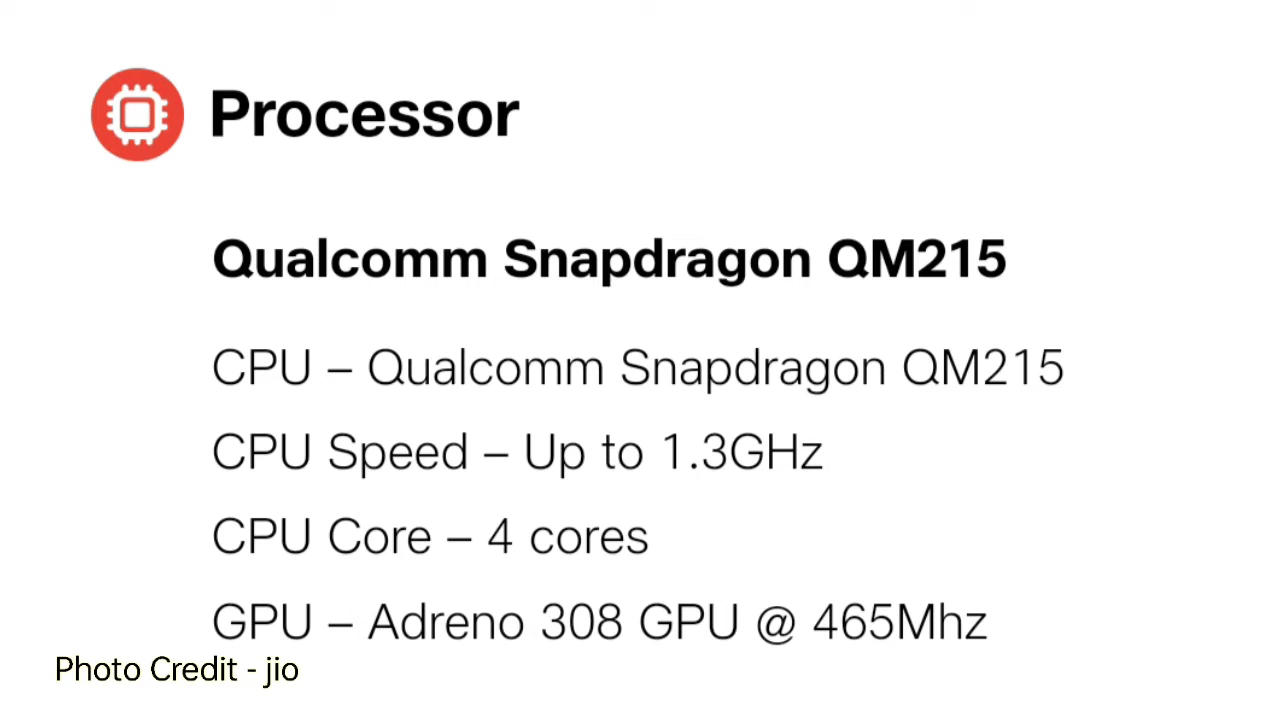 Processor
Qualcomm Snapdragon QM215
CPU – Qualcomm Snapdragon QM215
CPU Speed – Up to 1.3GHz
CPU Core – 4 cores
GPU – Adreno 308 GPU @ 465Mhz
Photo Credit - jio